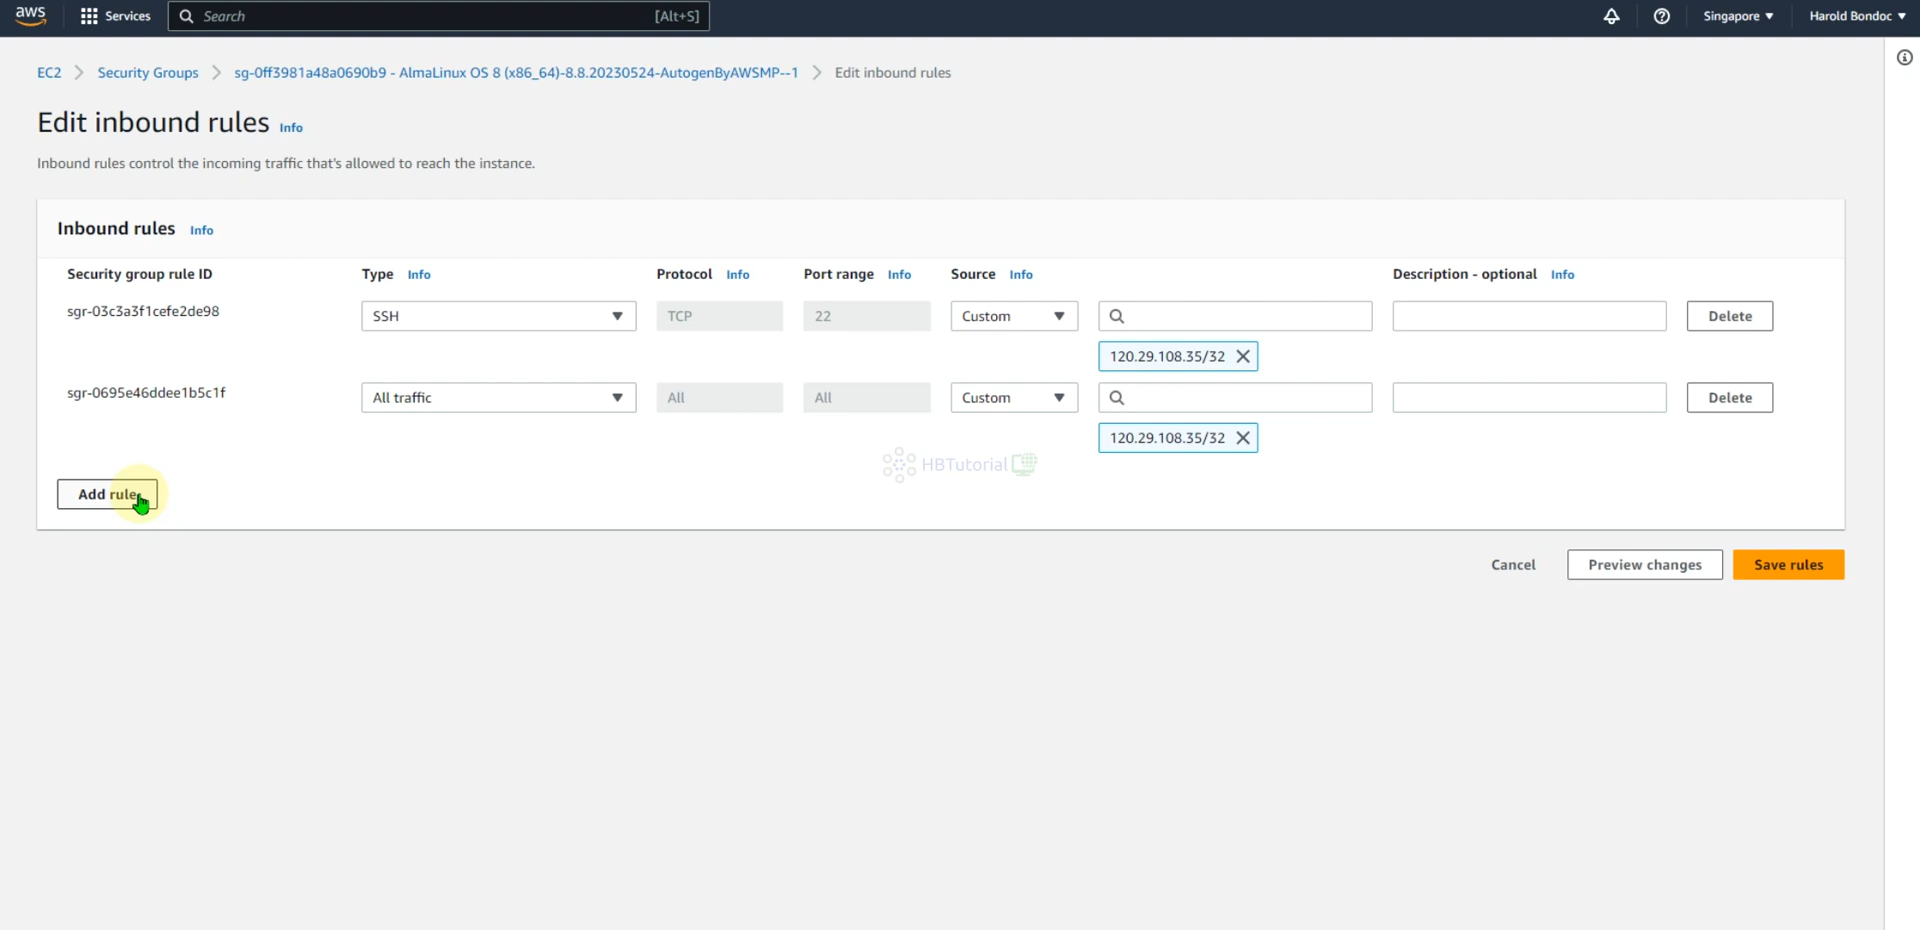 aws Services Search [Alt+S] Singapore Harold Bondoc
EC2 Security Groups sg-0ff3981a48a0690b9 - AlmaLinux OS 8 (x86_64)-8.8.20230524-AutogenByAWSMP--1 Edit inbound rules
Edit inbound rules Info
Inbound rules control the incoming traffic that's allowed to reach the instance.
Inbound rules Info
Security group rule ID Type Info Protocol Info Port range Info Source Info Description - optional Info
sgr-03c3a3f1cefe2de98 SSH TCP 22 Custom Delete
120.29.108.35/32
sgr-0695e46ddee1b5c1f All traffic All All Custom Delete
120.29.108.35/32
HBTutorial
Add rule
Cancel Preview changes Save rules